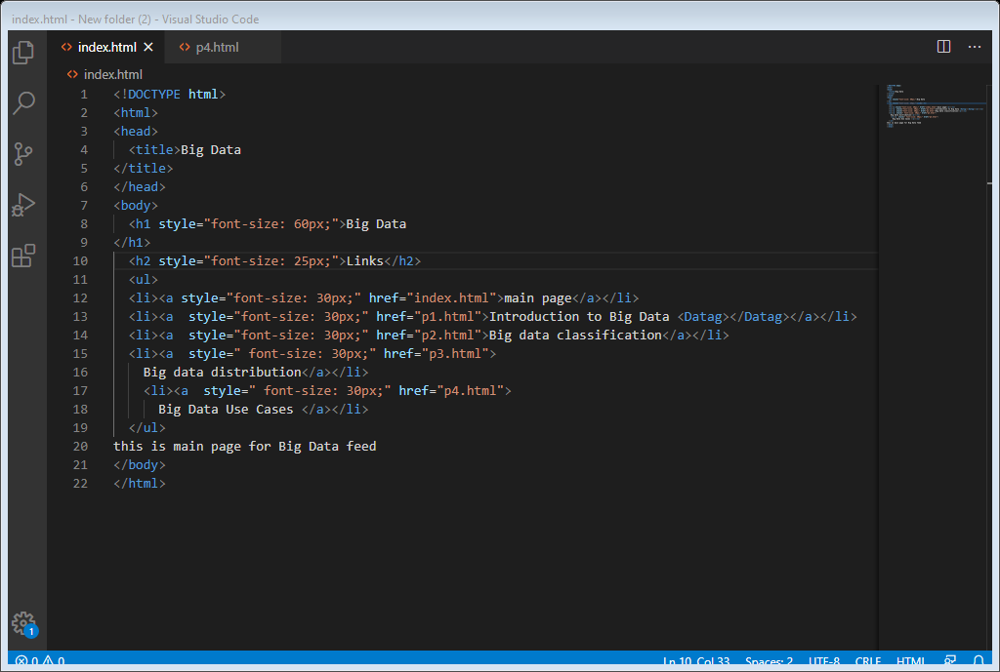 index.html - New folder (2) - Visual Studio Code
index.html p4.html
index.html
1 <!DOCTYPE html>
2 <html>
3 <head>
4 <title>Big Data
5 </title>
6 </head>
7 <body>
8 <h1 style="font-size: 60px;">Big Data
9 </h1>
10 <h2 style="font-size: 25px;">Links</h2>
11 <ul>
12 <li><a style="font-size: 30px;" href="index.html">main page</a></li>
13 <li><a  style="font-size: 30px;" href="p1.html">Introduction to Big Data <Datag></Datag></a></li>
14 <li><a  style="font-size: 30px;" href="p2.html">Big data classification</a></li>
15 <li><a  style=" font-size: 30px;" href="p3.html">
16 Big data distribution</a></li>
17 <li><a  style=" font-size: 30px;" href="p4.html">
18 Big Data Use Cases </a></li>
19 </ul>
20 this is main page for Big Data feed
21 </body>
22 </html>
1
0 0 Ln 10, Col 33 Spaces: 2 UTF-8 CRLF HTML